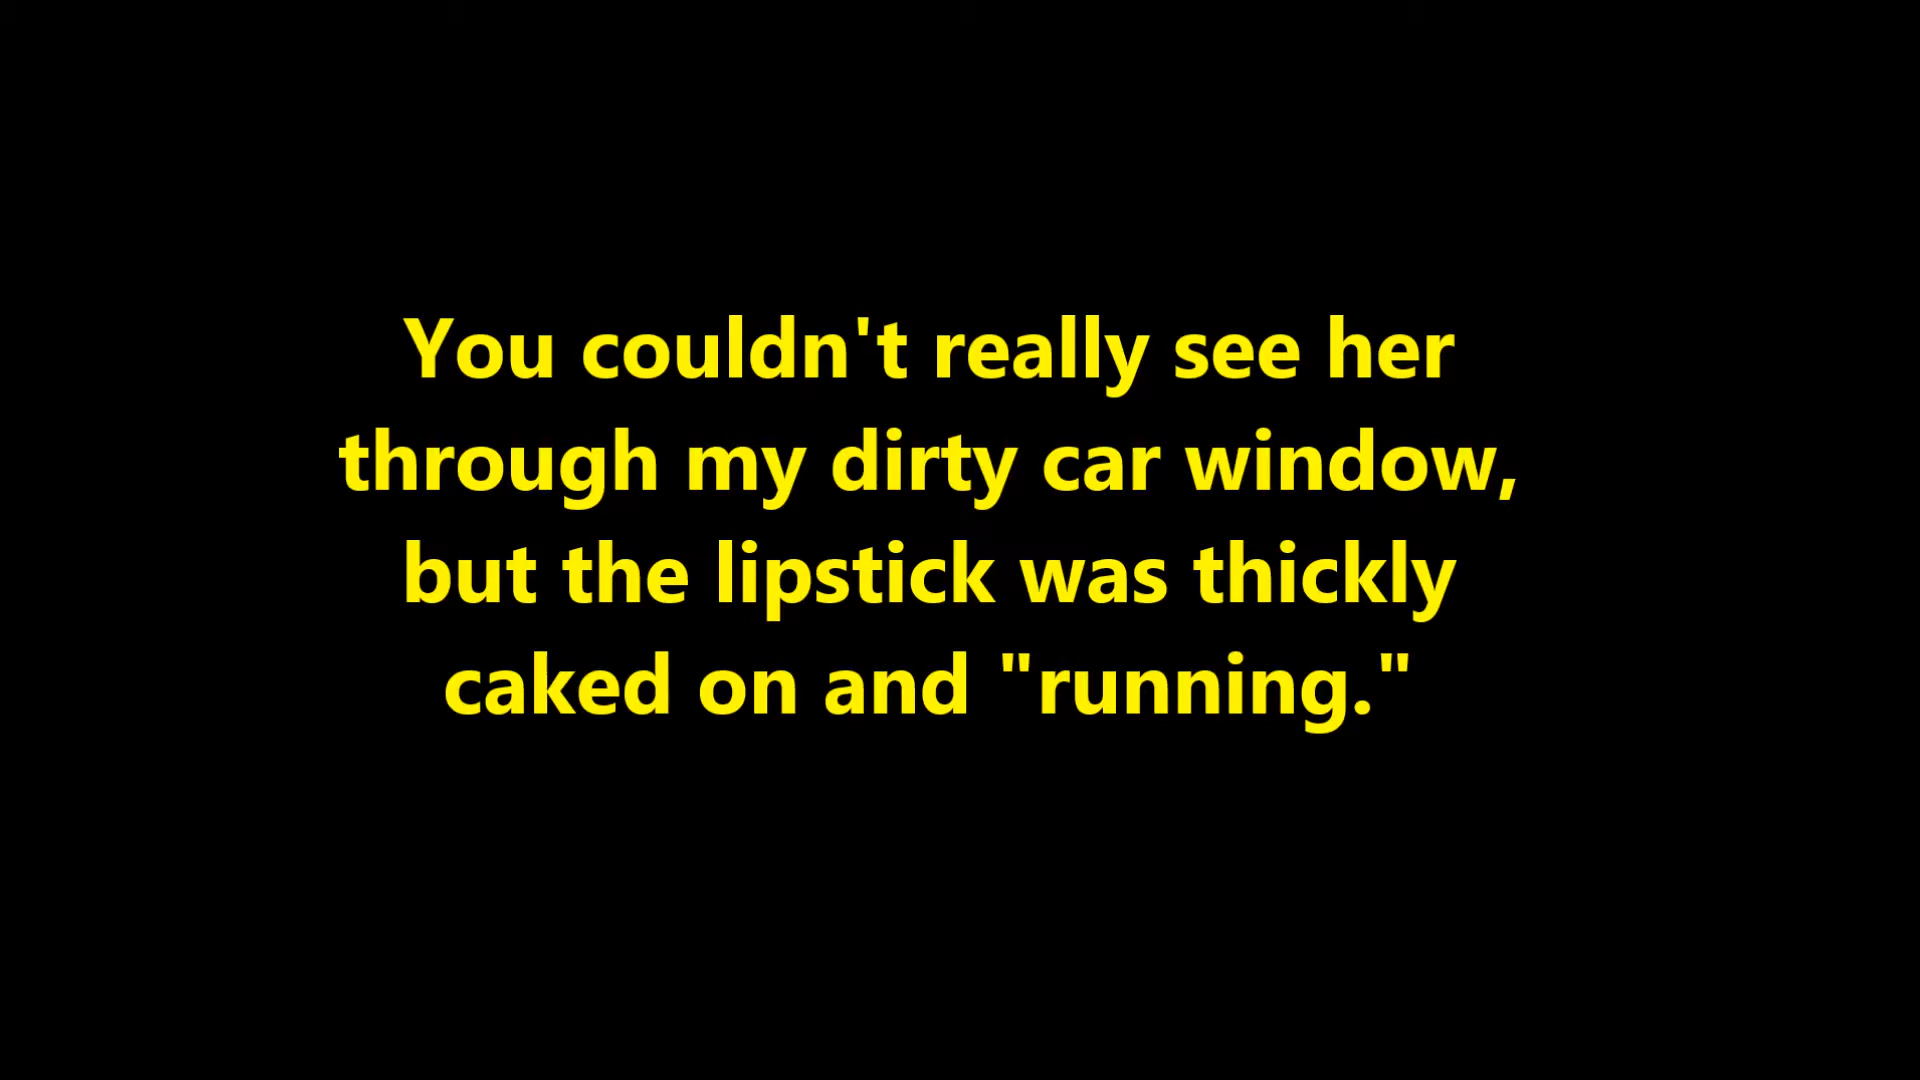 You couldn't really see her
through my dirty car window,
but the lipstick was thickly
caked on and "running."